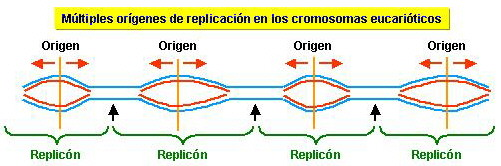 Múltiples orígenes de replicación en los cromosomas eucarióticos
Origen Origen Origen Origen
Replicón Replicón Replicón Replicón